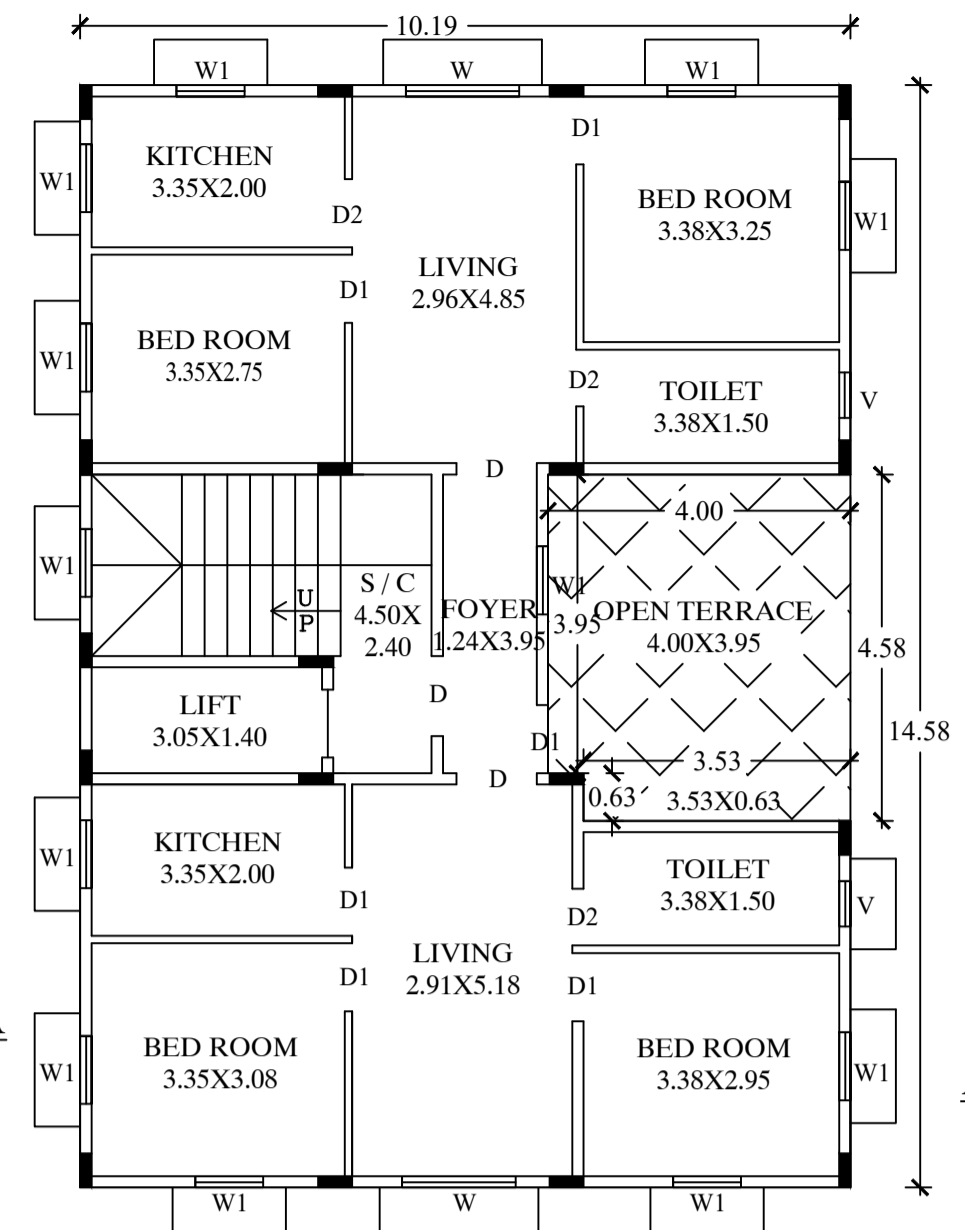 10.19
W1
W
W1
D1
KITCHEN
3.35X2.00
W1
BED ROOM
3.38X3.25
W1
D2
LIVING
2.96X4.85
D1
BED ROOM
3.35X2.75
W1
D2
TOILET
3.38X1.50
V
D
4.00
W1
S / C
4.50X
2.40
UP
FOYER
1.24X3.95
W1
3.95
OPEN TERRACE
4.00X3.95
4.58
14.58
LIFT
3.05X1.40
D
D1
D
3.53
0.63
3.53X0.63
KITCHEN
3.35X2.00
W1
TOILET
3.38X1.50
V
D1
D2
LIVING
2.91X5.18
D1
D1
BED ROOM
3.35X3.08
W1
BED ROOM
3.38X2.95
W1
W1
W
W1